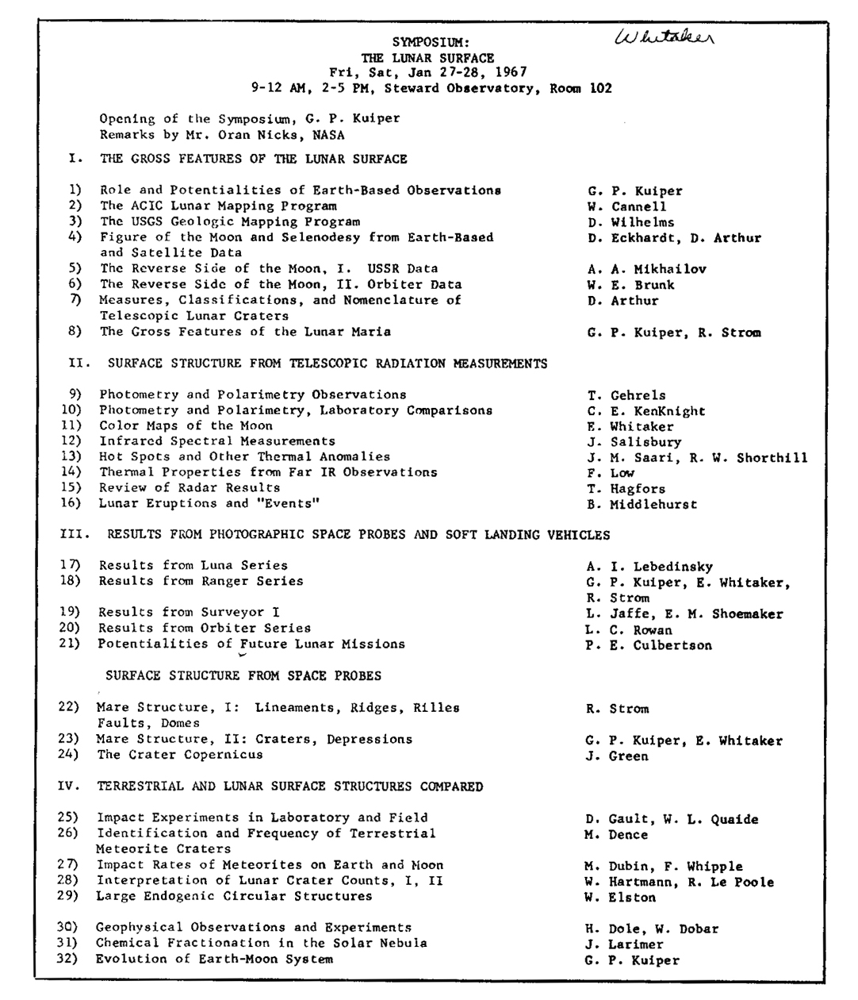 Whitaker
SYMPOSIUM:
THE LUNAR SURFACE
Fri, Sat, Jan 27-28, 1967
9-12 AM, 2-5 PM, Steward Observatory, Room 102
Opening of the Symposium, G. P. Kuiper
Remarks by Mr. Oran Nicks, NASA
I. THE GROSS FEATURES OF THE LUNAR SURFACE
1) Role and Potentialities of Earth-Based Observations G. P. Kuiper
2) The ACIC Lunar Mapping Program W. Cannell
3) The USGS Geologic Mapping Program D. Wilhelms
4) Figure of the Moon and Selenodesy from Earth-Based D. Eckhardt, D. Arthur
and Satellite Data
5) The Reverse Side of the Moon, I. USSR Data A. A. Mikhailov
6) The Reverse Side of the Moon, II. Orbiter Data W. E. Brunk
7) Measures, Classifications, and Nomenclature of D. Arthur
Telescopic Lunar Craters
8) The Gross Features of the Lunar Maria G. P. Kuiper, R. Strom
II. SURFACE STRUCTURE FROM TELESCOPIC RADIATION MEASUREMENTS
9) Photometry and Polarimetry Observations T. Gehrels
10) Photometry and Polarimetry, Laboratory Comparisons C. E. KenKnight
11) Color Maps of the Moon E. Whitaker
12) Infrared Spectral Measurements J. Salisbury
13) Hot Spots and Other Thermal Anomalies J. M. Saari, R. W. Shorthill
14) Thermal Properties from Far IR Observations F. Low
15) Review of Radar Results T. Hagfors
16) Lunar Eruptions and "Events" B. Middlehurst
III. RESULTS FROM PHOTOGRAPHIC SPACE PROBES AND SOFT LANDING VEHICLES
17) Results from Luna Series A. I. Lebedinsky
18) Results from Ranger Series G. P. Kuiper, E. Whitaker,
R. Strom
19) Results from Surveyor I L. Jaffe, E. M. Shoemaker
20) Results from Orbiter Series L. C. Rowan
21) Potentialities of Future Lunar Missions P. E. Culbertson
SURFACE STRUCTURE FROM SPACE PROBES
22) Mare Structure, I: Lineaments, Ridges, Rilles R. Strom
Faults, Domes
23) Mare Structure, II: Craters, Depressions G. P. Kuiper, E. Whitaker
24) The Crater Copernicus J. Green
IV. TERRESTRIAL AND LUNAR SURFACE STRUCTURES COMPARED
25) Impact Experiments in Laboratory and Field D. Gault, W. L. Quaide
26) Identification and Frequency of Terrestrial M. Dence
Meteorite Craters
27) Impact Rates of Meteorites on Earth and Moon M. Dubin, F. Whipple
28) Interpretation of Lunar Crater Counts, I, II W. Hartmann, R. Le Poole
29) Large Endogenic Circular Structures W. Elston
30) Geophysical Observations and Experiments H. Dole, W. Dobar
31) Chemical Fractionation in the Solar Nebula J. Larimer
32) Evolution of Earth-Moon System G. P. Kuiper